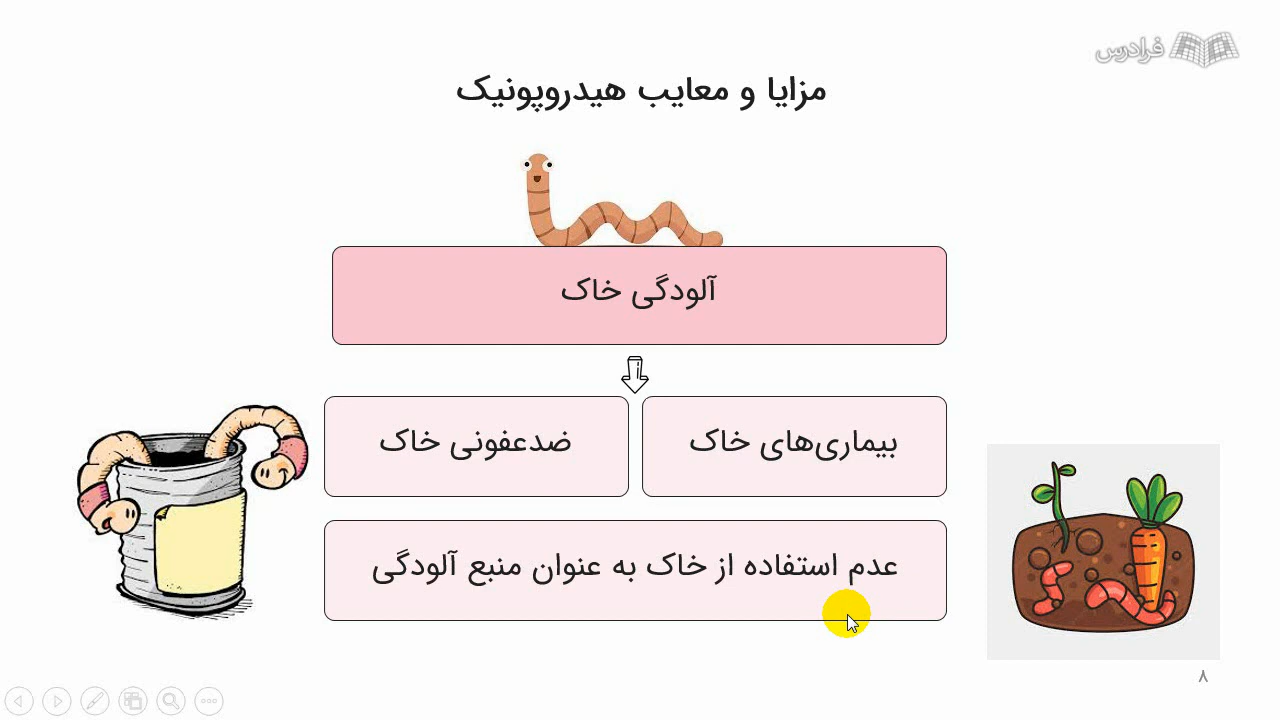 فرادرس
مزایا و معایب هیدروپونیک
آلودگی خاک
بیماری‌های خاک
ضدعفونی خاک
عدم استفاده از خاک به عنوان منبع آلودگی
۸